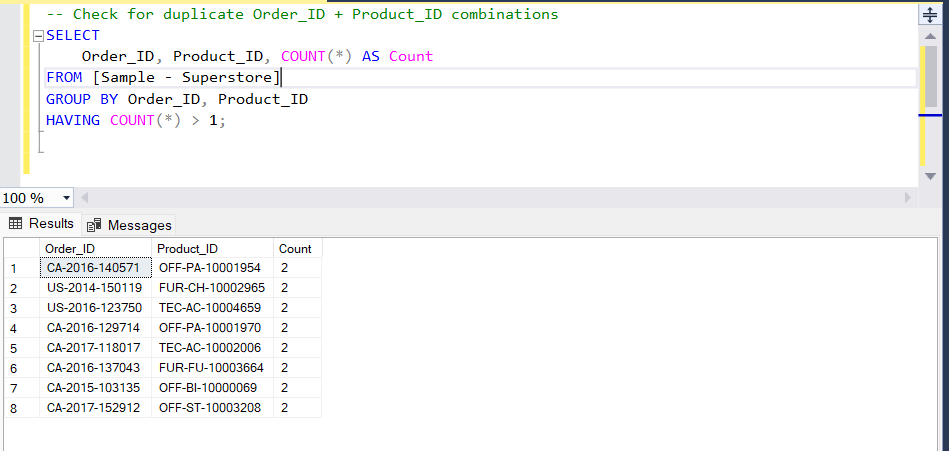 -- Check for duplicate Order_ID + Product_ID combinations
SELECT
Order_ID, Product_ID, COUNT(*) AS Count
FROM [Sample - Superstore]
GROUP BY Order_ID, Product_ID
HAVING COUNT(*) > 1;
100 %
Results Messages
Order_ID Product_ID Count
1 CA-2016-140571 OFF-PA-10001954 2
2 US-2014-150119 FUR-CH-10002965 2
3 US-2016-123750 TEC-AC-10004659 2
4 CA-2016-129714 OFF-PA-10001970 2
5 CA-2017-118017 TEC-AC-10002006 2
6 CA-2016-137043 FUR-FU-10003664 2
7 CA-2015-103135 OFF-BI-10000069 2
8 CA-2017-152912 OFF-ST-10003208 2